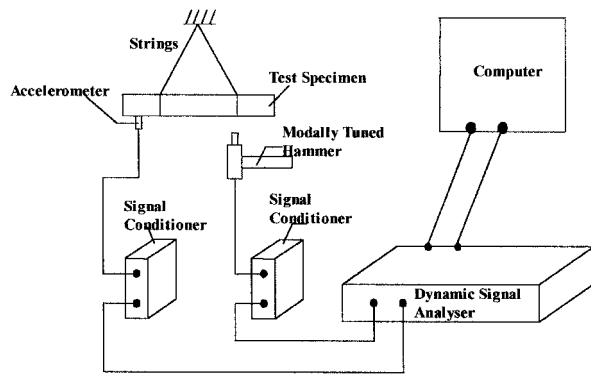 Strings
Test Specimen
Accelerometer
Computer
Modally Tuned
Hammer
Signal
Conditioner
Signal
Conditioner
Dynamic Signal
Analyser